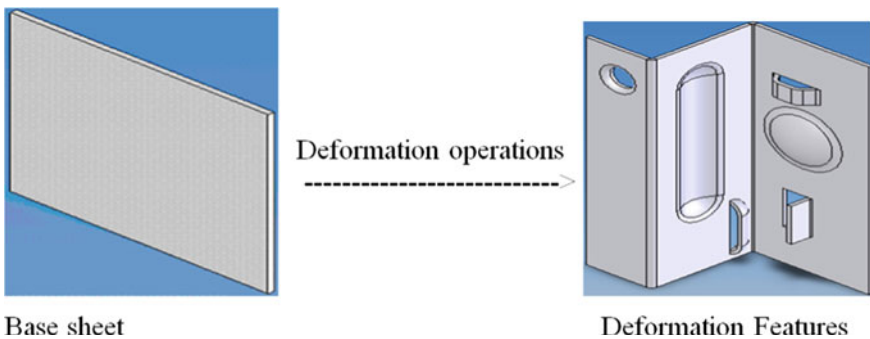 Deformation operations
Base sheet
Deformation Features